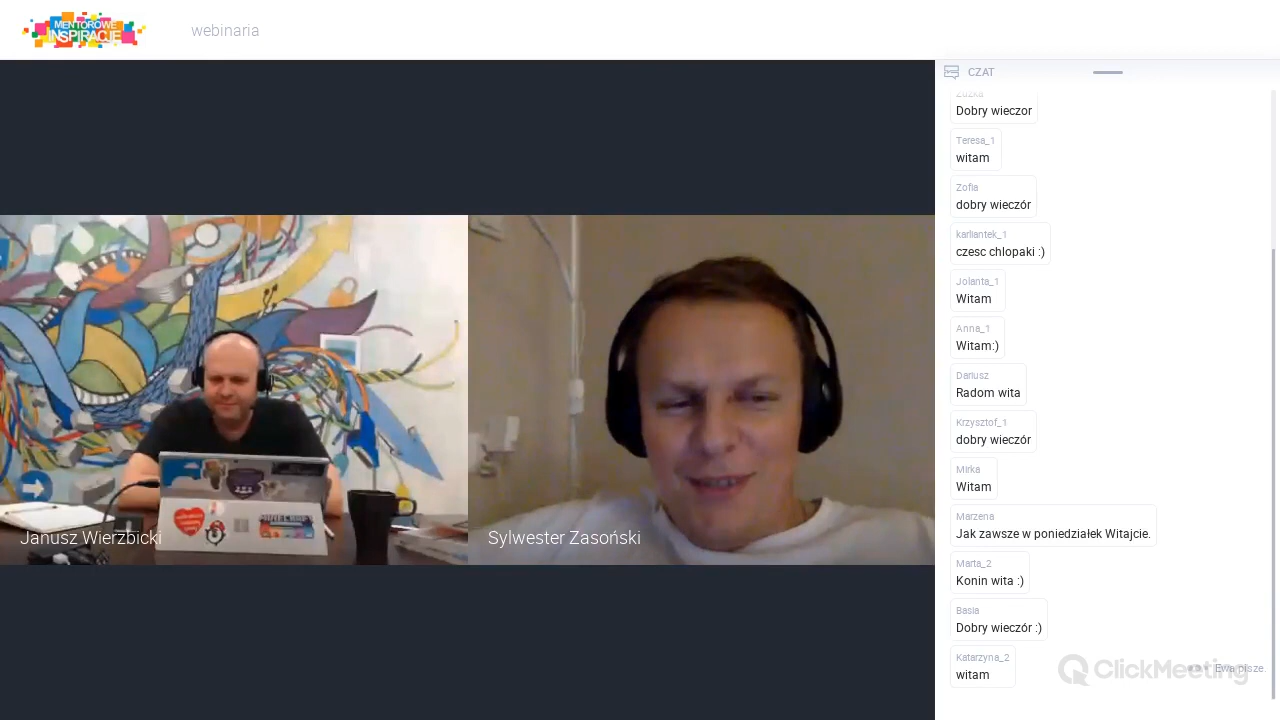 MENTOROWE
INSPIRACJE
webinaria
CZAT
Zuzka
Dobry wieczor
Teresa_1
witam
Zofia
dobry wieczór
karliantek_1
czesc chlopaki :)
Jolanta_1
Witam
Anna_1
Witam:)
Dariusz
Radom wita
Krzysztof_1
dobry wieczór
Mirka
Witam
Marzena
Jak zawsze w poniedziałek Witajcie.
Marta_2
Konin wita :)
Basia
Dobry wieczór :)
Katarzyna_2
witam
Ewa pisze.
ClickMeeting
Janusz Wierzbicki
Sylwester Zasoński
MINECRAFT